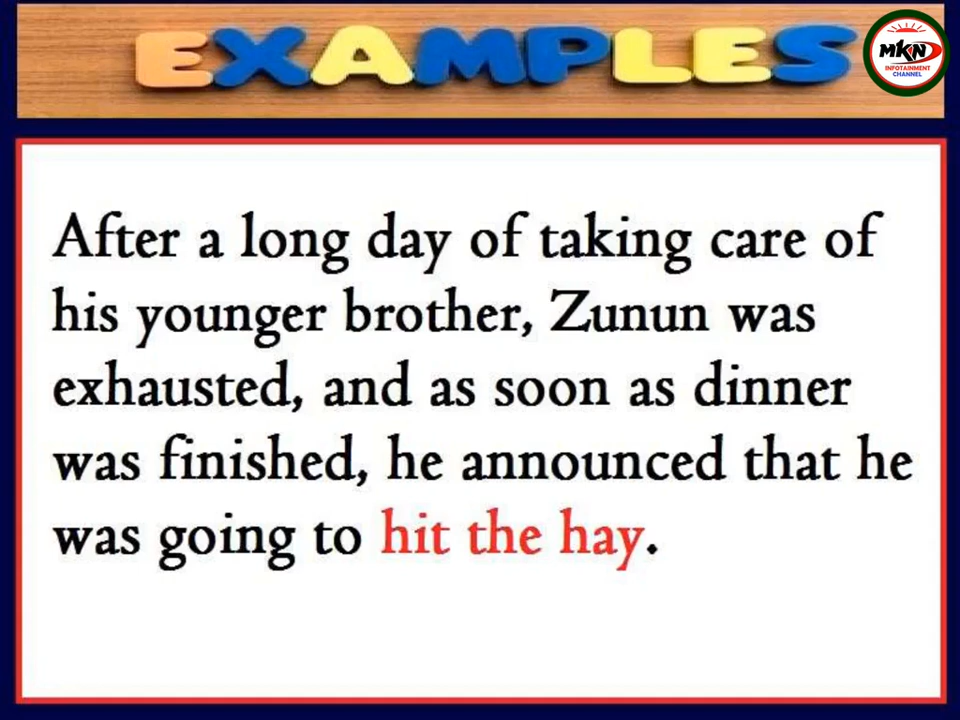 EXAMPLES
MKN
INFOTAINMENT
CHANNEL
After a long day of taking care of
his younger brother, Zunun was
exhausted, and as soon as dinner
was finished, he announced that he
was going to hit the hay.